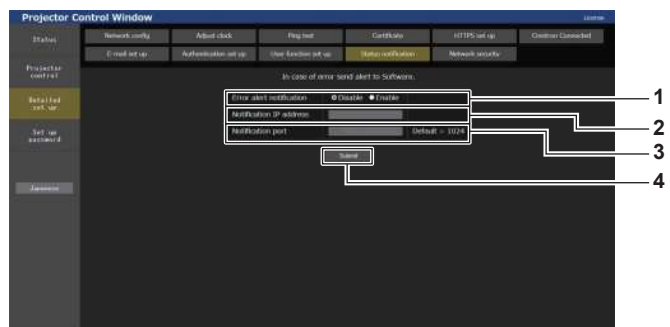 Projector Control Window
License
Status
Projector control
Detailed set up
Set up password
Japanese
Network config
Adjust clock
Ping test
Certificate
HTTPS set up
Crestron Connected
E-mail set up
Authentication set up
User function set up
Status notification
Network security
In case of error send alert to Software.
Error alert notification Disable Enable
Notification IP address
Notification port Default = 1024
Submit
1
2
3
4